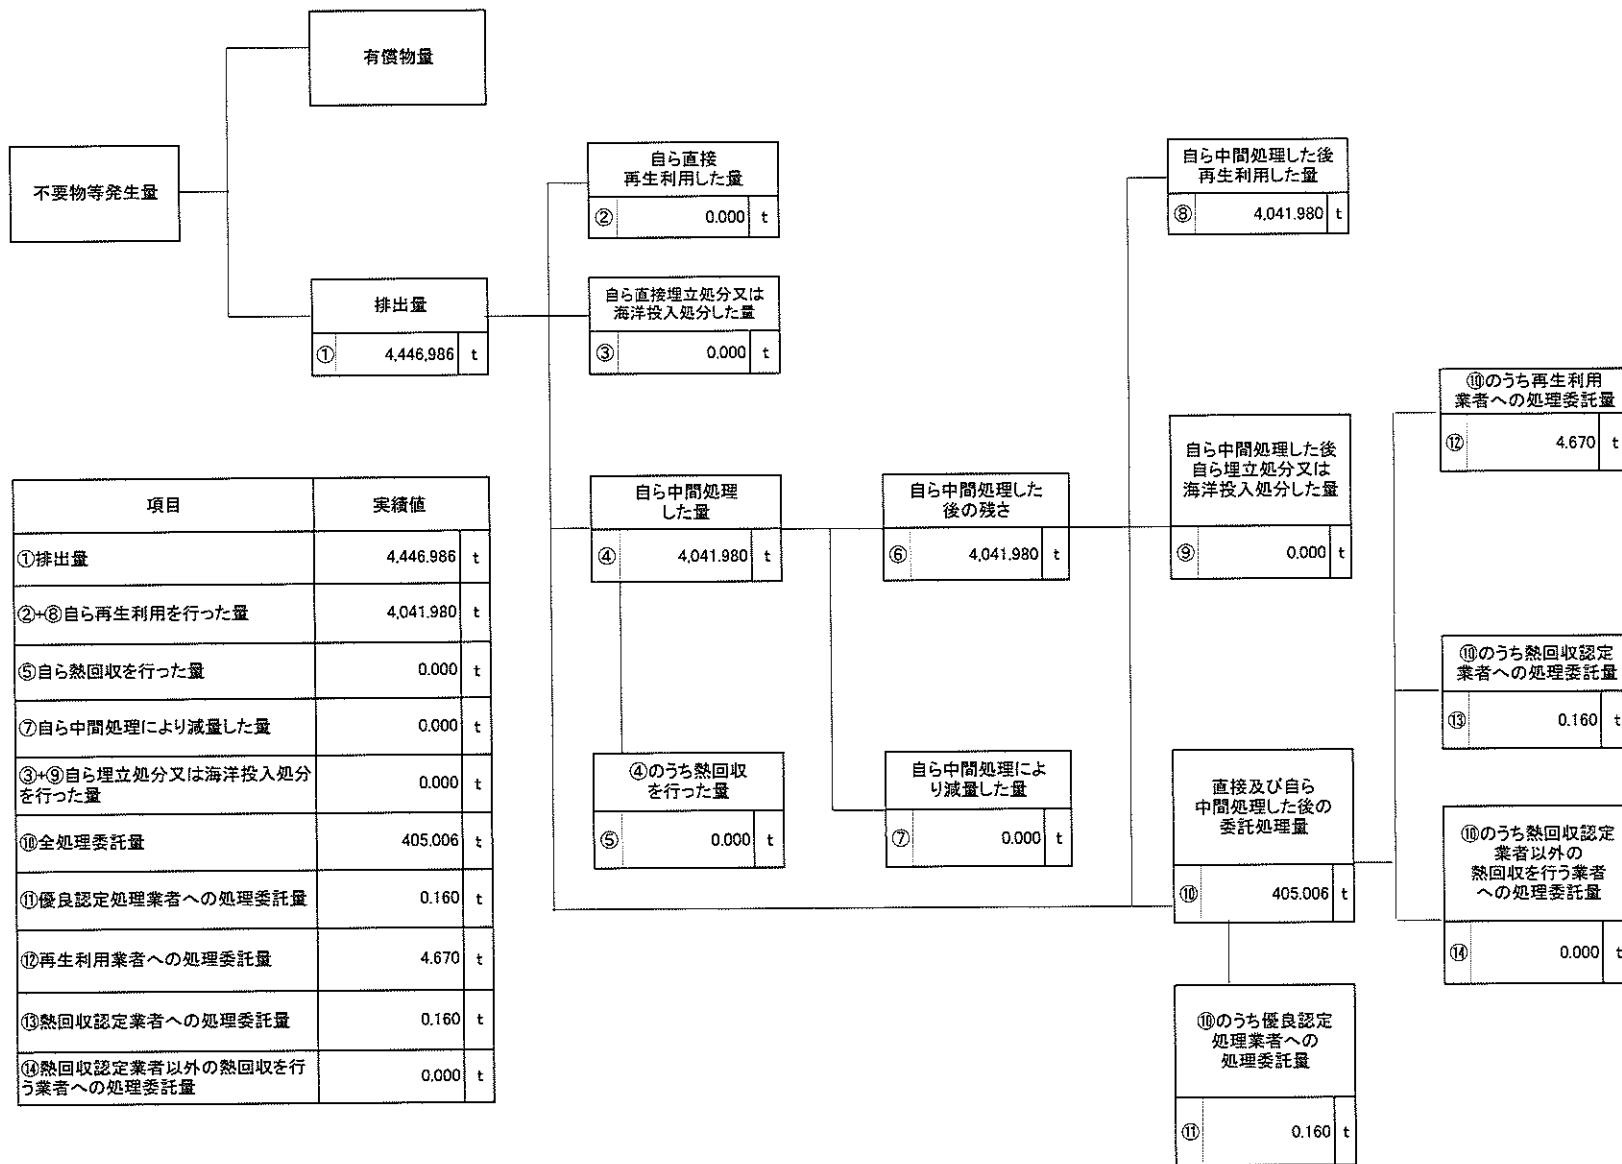 有償物量
不要物等発生量
排出量
① 4,446,986 t
自ら直接
再生利用した量
② 0.000 t
自ら直接埋立処分又は
海洋投入処分した量
③ 0.000 t
自ら中間処理
した量
④ 4,041.980 t
④のうち熱回収
を行った量
⑤ 0.000 t
自ら中間処理した
後の残さ
⑥ 4,041.980 t
自ら中間処理によ
り減量した量
⑦ 0.000 t
自ら中間処理した後
再生利用した量
⑧ 4,041.980 t
自ら中間処理した後
自ら埋立処分又は
海洋投入処分した量
⑨ 0.000 t
直接及び自ら
中間処理した後の
委託処理量
⑩ 405.006 t
⑩のうち優良認定
処理業者への
処理委託量
⑪ 0.160 t
⑩のうち再生利用
業者への処理委託量
⑫ 4.670 t
⑩のうち熱回収認定
業者への処理委託量
⑬ 0.160 t
⑩のうち熱回収認定
業者以外の
熱回収を行う業者
への処理委託量
⑭ 0.000 t
項目 実績値
①排出量 4,446.986 t
②+⑧自ら再生利用を行った量 4,041.980 t
⑤自ら熱回収を行った量 0.000 t
⑦自ら中間処理により減量した量 0.000 t
③+⑨自ら埋立処分又は海洋投入処分
を行った量 0.000 t
⑩全処理委託量 405.006 t
⑪優良認定処理業者への処理委託量 0.160 t
⑫再生利用業者への処理委託量 4.670 t
⑬熱回収認定業者への処理委託量 0.160 t
⑭熱回収認定業者以外の熱回収を行
う業者への処理委託量 0.000 t